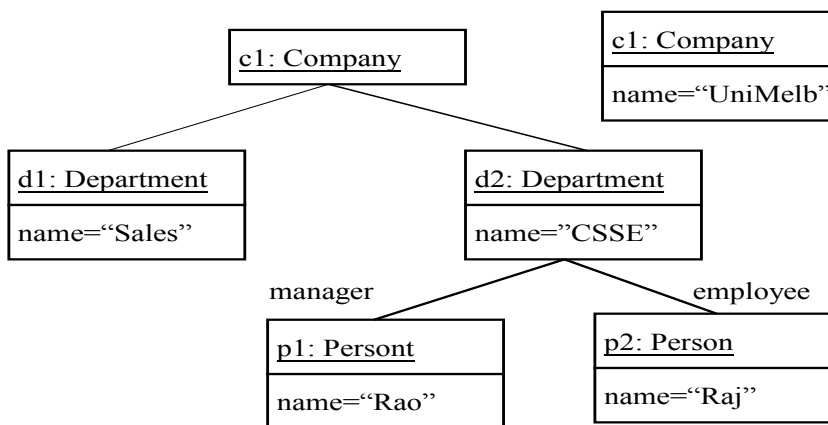 c1: Company
c1: Company
name=“UniMelb”
d1: Department
name=“Sales”
d2: Department
name=”CSSE”
manager
employee
p1: Persont
name=“Rao”
p2: Person
name=“Raj”